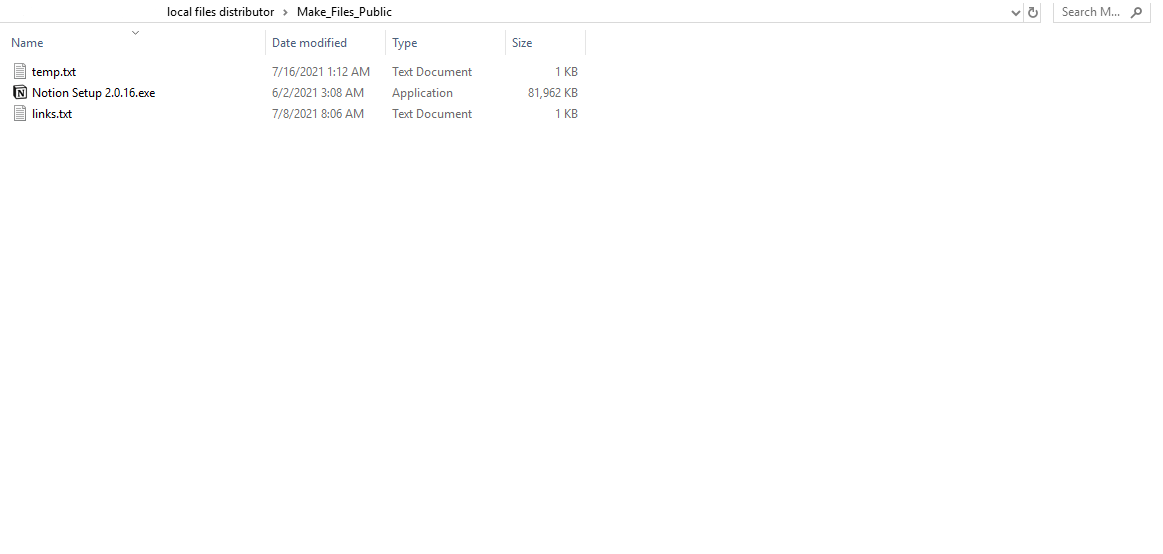 local files distributor > Make_Files_Public Search M...
Name Date modified Type Size
temp.txt 7/16/2021 1:12 AM Text Document 1 KB
Notion Setup 2.0.16.exe 6/2/2021 3:08 AM Application 81,962 KB
links.txt 7/8/2021 8:06 AM Text Document 1 KB